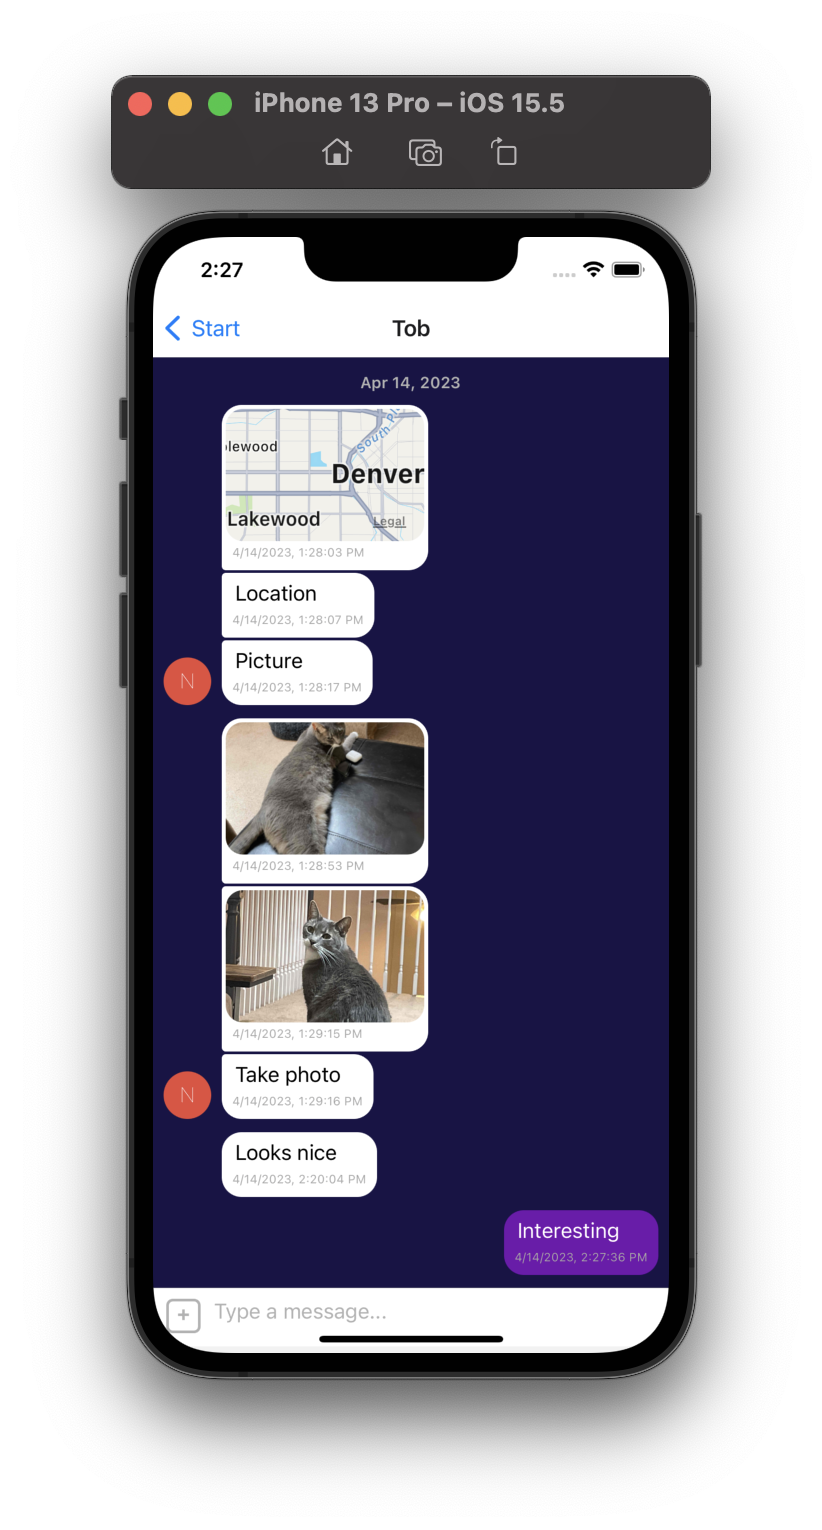 iPhone 13 Pro – iOS 15.5
2:27
Start
Tob
Apr 14, 2023
South
lewood
Denver
Lakewood
Legal
4/14/2023, 1:28:03 PM
Location
4/14/2023, 1:28:07 PM
Picture
N
4/14/2023, 1:28:17 PM
4/14/2023, 1:28:53 PM
4/14/2023, 1:29:15 PM
Take photo
N
4/14/2023, 1:29:16 PM
Looks nice
4/14/2023, 2:20:04 PM
Interesting
4/14/2023, 2:27:36 PM
+
Type a message...